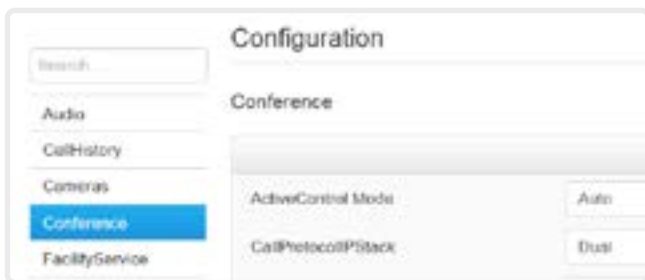 Configuration
Search...
Conference
Audio
CallHistory
Cameras
Conference
FacilityService
ActiveControl Mode
Auto
CallProtocolIPStack
Dual